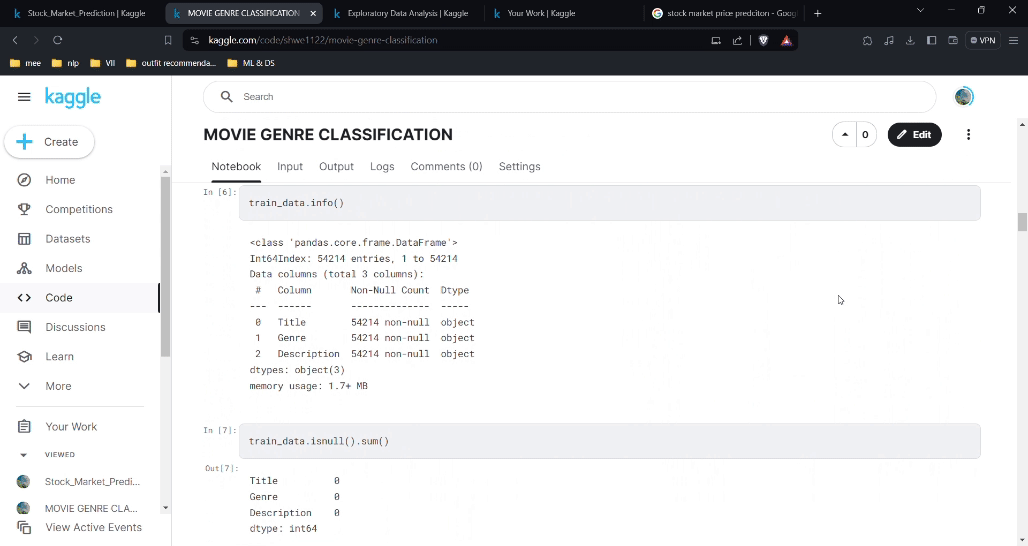 Stock_Market_Prediction | Kaggle
MOVIE GENRE CLASSIFICATION
Exploratory Data Analysis | Kaggle
Your Work | Kaggle
stock market price predciton - Goog
kaggle.com/code/shwe1122/movie-genre-classification
VPN
mee
nlp
VII
outfit recommenda...
ML & DS
kaggle
Search
Create
MOVIE GENRE CLASSIFICATION
0
Edit
Notebook Input Output Logs Comments (0) Settings
Home
Competitions
Datasets
Models
Code
Discussions
Learn
More
Your Work
VIEWED
Stock_Market_Predi...
MOVIE GENRE CLA...
View Active Events
In [6]:
train_data.info()
<class 'pandas.core.frame.DataFrame'>
Int64Index: 54214 entries, 1 to 54214
Data columns (total 3 columns):
# Column Non-Null Count Dtype
--- ------ -------------- -----
0 Title 54214 non-null object
1 Genre 54214 non-null object
2 Description 54214 non-null object
dtypes: object(3)
memory usage: 1.7+ MB
In [7]:
train_data.isnull().sum()
Out[7]:
Title 0
Genre 0
Description 0
dtype: int64